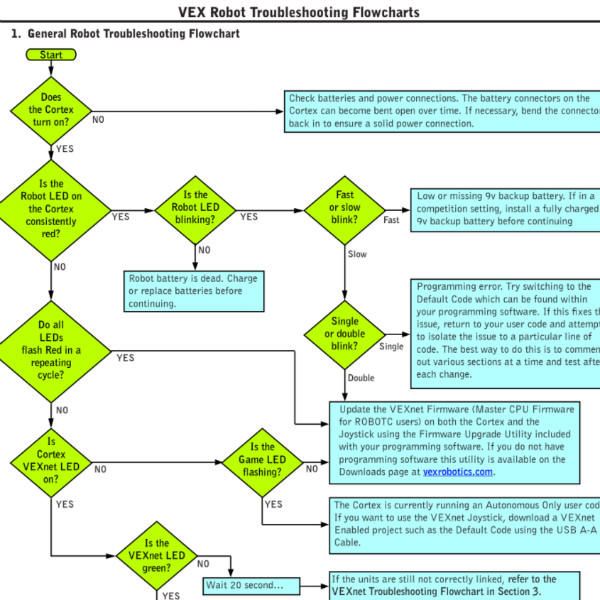 VEX Robot Troubleshooting Flowcharts
1. General Robot Troubleshooting Flowchart
Start
Does
the Cortex
turn on?
NO
Check batteries and power connections. The battery connectors on the
Cortex can become bent open over time. If necessary, bend the connecto
back in to ensure a solid power connection.
YES
Is the
Robot LED on
the Cortex
consistently
red?
YES
Is the
Robot LED
blinking?
YES
Fast
or slow
blink?
Fast
Low or missing 9v backup battery. If in a
competition setting, install a fully charged
9v backup battery before continuing
NO
NO
Slow
Robot battery is dead. Charge
or replace batteries before
continuing.
Programming error. Try switching to the
Default Code which can be found within
your programming software. If this fixes th
issue, return to your user code and attempt
to isolate the issue to a particular line of
code. The best way to do this is to commen
out various sections at a time and test afte
each change.
Do all
LEDs
flash Red in a
repeating
cycle?
YES
Single
or double
blink?
Single
Double
NO
Update the VEXnet Firmware (Master CPU Firmware
for ROBOTC users) on both the Cortex and the
Joystick using the Firmware Upgrade Utility included
with your programming software. If you do not have
programming software this utility is available on the
Downloads page at vexrobotics.com.
Is
Cortex
VEXnet LED
on?
NO
Is the
Game LED
flashing?
NO
YES
YES
The Cortex is currently running an Autonomous Only user cod
If you want to use the VEXnet Joystick, download a VEXnet
Enabled project such as the Default Code using the USB A-A
Cable.
Is the
VEXnet LED
green?
NO
Wait 20 second...
If the units are still not correctly linked, refer to the
VEXnet Troubleshooting Flowchart in Section 3.
YES